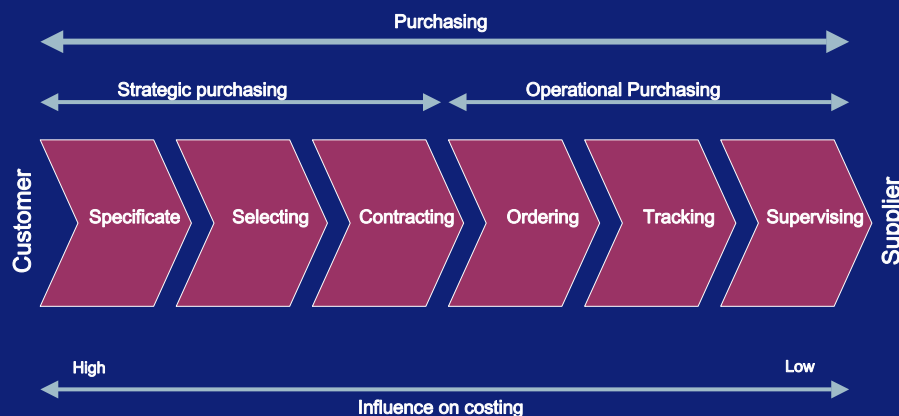 Purchasing
Strategic purchasing
Operational Purchasing
Customer
Specificate
Selecting
Contracting
Ordering
Tracking
Supervising
Supplier
High
Low
Influence on costing